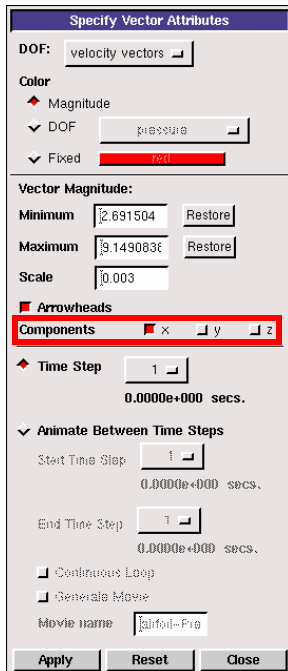 Specify Vector Attributes
DOF: velocity vectors
Color
Magnitude
DOF pressure
Fixed red
Vector Magnitude:
Minimum 2.691504 Restore
Maximum 9.149083 Restore
Scale 0.003
Arrowheads
Components x y z
Time Step 1
0.0000e+000 secs.
Animate Between Time Steps
Start Time Step 1
0.0000e+000 secs.
End Time Step 1
0.0000e+000 secs.
Continuous Loop
Generate Movie
Movie name airfoil-Pre
Apply Reset Close